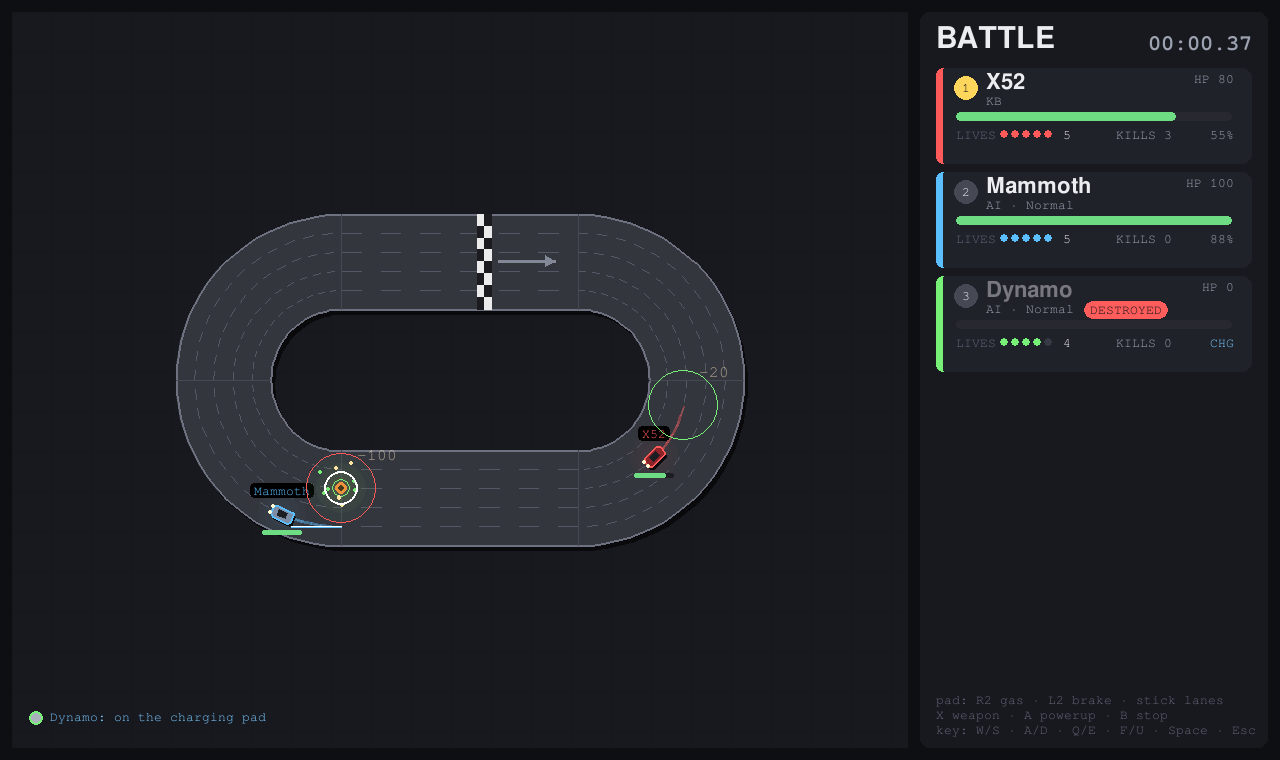 BATTLE
00:00.37
1
X52
HP 80
KB
LIVES 5 KILLS 3 55%
2
Mammoth
HP 100
AI · Normal
LIVES 5 KILLS 0 88%
3
Dynamo
HP 0
AI · Normal DESTROYED
LIVES 4 KILLS 0 CHG
-20
X52
-100
Mammoth
Dynamo: on the charging pad
pad: R2 gas · L2 brake · stick lanes
X weapon · A powerup · B stop
key: W/S · A/D · Q/E · F/U · Space · Esc